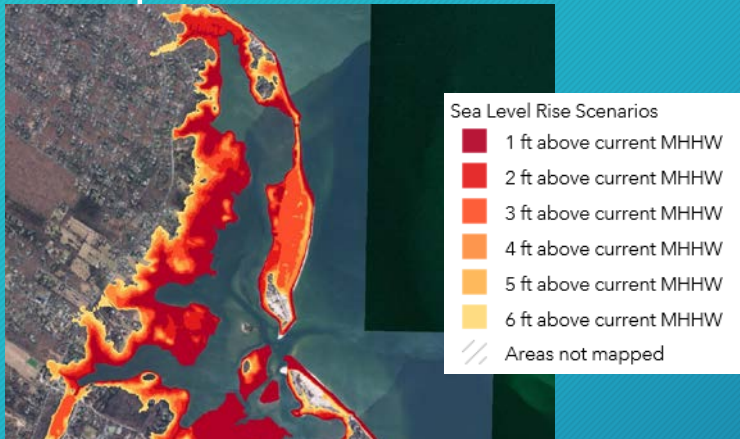 Sea Level Rise Scenarios
1 ft above current MHHW
2 ft above current MHHW
3 ft above current MHHW
4 ft above current MHHW
5 ft above current MHHW
6 ft above current MHHW
Areas not mapped